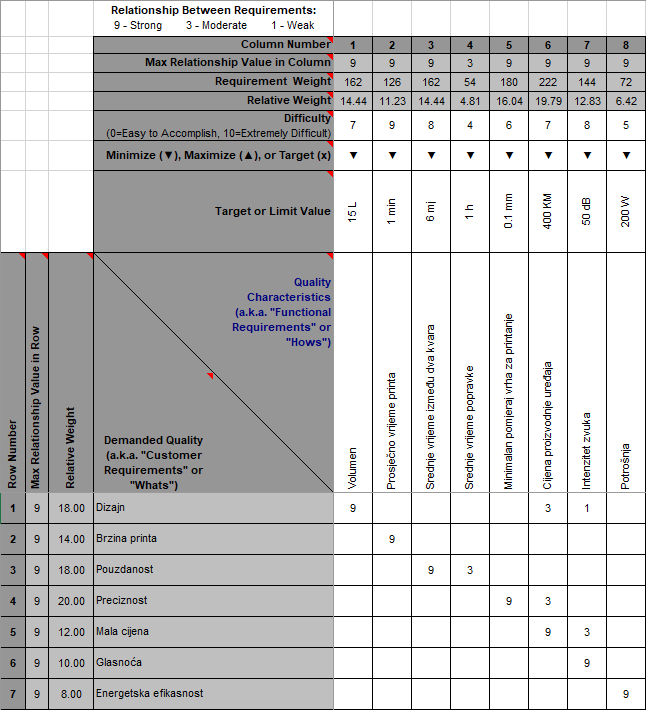 Relationship Between Requirements:
9 - Strong 3 - Moderate 1 - Weak
Column Number 1 2 3 4 5 6 7 8
Max Relationship Value in Column 9 9 9 3 9 9 9 9
Requirement Weight 162 126 162 54 180 222 144 72
Relative Weight 14.44 11.23 14.44 4.81 16.04 19.79 12.83 6.42
Difficulty
(0=Easy to Accomplish, 10=Extremely Difficult) 7 9 8 4 6 7 8 5
Minimize (▼), Maximize (▲), or Target (x) ▼ ▼ ▼ ▼ ▼ ▼ ▼ ▼
Target or Limit Value 15 L 1 min 6 mj 1 h 0.1 mm 400 KM 50 dB 200 W
Row Number
Max Relationship Value in Row
Relative Weight
Quality
Characteristics
(a.k.a. "Functional
Requirements" or
"Hows")
Demanded Quality
(a.k.a. "Customer
Requirements" or
"Whats")
Volumen
Prosječno vrijeme printa
Srednje vrijeme između dva kvara
Srednje vrijeme popravke
Minimalan pomjeraj vrha za printanje
Cijena proizvodnje uređaja
Intenzitet zvuka
Potrošnja
1 9 18.00 Dizajn 9 3 1
2 9 14.00 Brzina printa 9
3 9 18.00 Pouzdanost 9 3
4 9 20.00 Preciznost 9 3
5 9 12.00 Mala cijena 9 3
6 9 10.00 Glasnoća 9
7 9 8.00 Energetska efikasnost 9